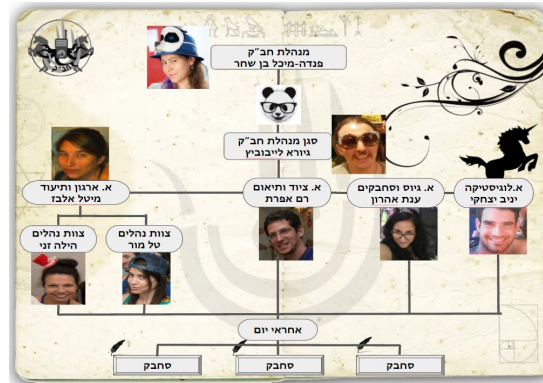 מנהלת חב"ק
פנדה-מיכל בן שחר
סגן מנהלת חב"ק
גיורא לייבוביץ
א. ארגון ותיעוד
מיטל אלבז
א. ציוד ותיאום
רם אפרת
א. גיוס וסחבקים
ענת אהרון
א.לוגיסטיקה
יניב יצחקי
צוות נהלים
הילה זני
צוות נהלים
טל מור
אחראי יום
סחבק
סחבק
סחבק